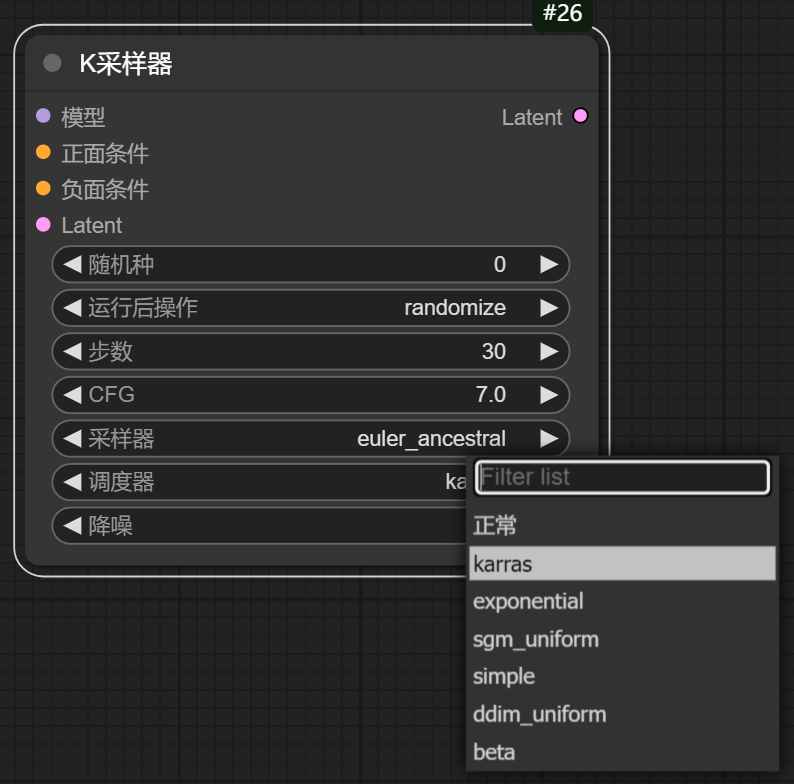 #26
K采样器
模型
Latent
正面条件
负面条件
Latent
随机种 0
运行后操作 randomize
步数 30
CFG 7.0
采样器 euler_ancestral
调度器 ka
降噪
Filter list
正常
karras
exponential
sgm_uniform
simple
ddim_uniform
beta